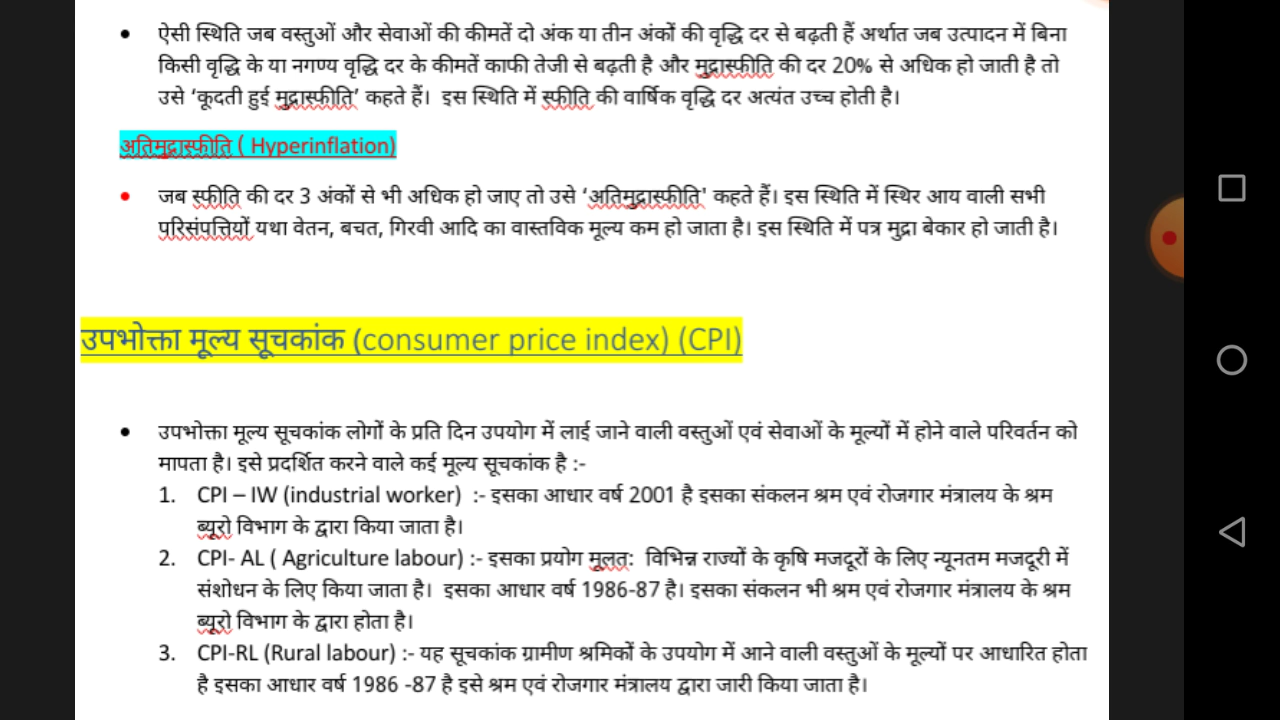 • ऐसी स्थिति जब वस्तुओं और सेवाओं की कीमतें दो अंक या तीन अंकों की वृद्धि दर से बढ़ती हैं अर्थात जब उत्पादन में बिना
किसी वृद्धि के या नगण्य वृद्धि दर के कीमतें काफी तेजी से बढ़ती है और मुद्रास्फीति की दर 20% से अधिक हो जाती है तो
उसे ‘कूदती हुई मुद्रास्फीति’ कहते हैं। इस स्थिति में स्फीति की वार्षिक वृद्धि दर अत्यंत उच्च होती है।
अतिमुद्रास्फीति ( Hyperinflation)
• जब स्फीति की दर 3 अंकों से भी अधिक हो जाए तो उसे ‘अतिमुद्रास्फीति' कहते हैं। इस स्थिति में स्थिर आय वाली सभी
परिसंपत्तियों यथा वेतन, बचत, गिरवी आदि का वास्तविक मूल्य कम हो जाता है। इस स्थिति में पत्र मुद्रा बेकार हो जाती है।
उपभोक्ता मूल्य सूचकांक (consumer price index) (CPI)
• उपभोक्ता मूल्य सूचकांक लोगों के प्रति दिन उपयोग में लाई जाने वाली वस्तुओं एवं सेवाओं के मूल्यों में होने वाले परिवर्तन को
मापता है। इसे प्रदर्शित करने वाले कई मूल्य सूचकांक है :-
1. CPI – IW (industrial worker) :- इसका आधार वर्ष 2001 है इसका संकलन श्रम एवं रोजगार मंत्रालय के श्रम
ब्यूरो विभाग के द्वारा किया जाता है।
2. CPI- AL ( Agriculture labour) :- इसका प्रयोग मूलत: विभिन्न राज्यों के कृषि मजदूरों के लिए न्यूनतम मजदूरी में
संशोधन के लिए किया जाता है। इसका आधार वर्ष 1986-87 है। इसका संकलन भी श्रम एवं रोजगार मंत्रालय के श्रम
ब्यूरो विभाग के द्वारा होता है।
3. CPI-RL (Rural labour) :- यह सूचकांक ग्रामीण श्रमिकों के उपयोग में आने वाली वस्तुओं के मूल्यों पर आधारित होता
है इसका आधार वर्ष 1986 -87 है इसे श्रम एवं रोजगार मंत्रालय द्वारा जारी किया जाता है।